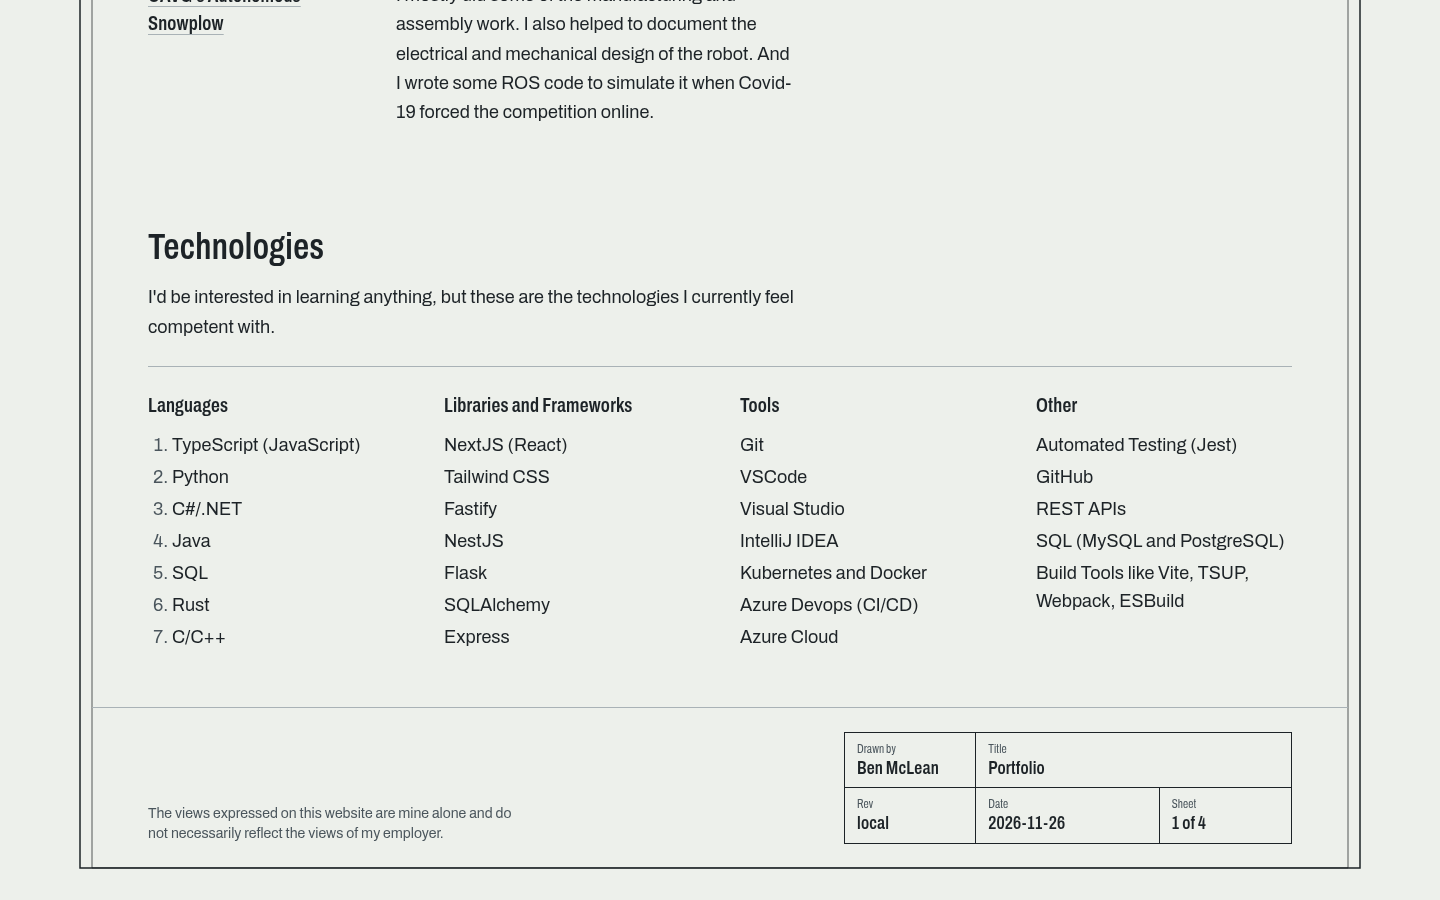 Snowplow
assembly work. I also helped to document the
electrical and mechanical design of the robot. And
I wrote some ROS code to simulate it when Covid-
19 forced the competition online.
Technologies
I'd be interested in learning anything, but these are the technologies I currently feel
competent with.
Languages
1. TypeScript (JavaScript)
2. Python
3. C#/.NET
4. Java
5. SQL
6. Rust
7. C/C++
Libraries and Frameworks
NextJS (React)
Tailwind CSS
Fastify
NestJS
Flask
SQLAlchemy
Express
Tools
Git
VSCode
Visual Studio
IntelliJ IDEA
Kubernetes and Docker
Azure Devops (CI/CD)
Azure Cloud
Other
Automated Testing (Jest)
GitHub
REST APIs
SQL (MySQL and PostgreSQL)
Build Tools like Vite, TSUP,
Webpack, ESBuild
The views expressed on this website are mine alone and do
not necessarily reflect the views of my employer.
Drawn by
Ben McLean
Title
Portfolio
Rev
local
Date
2026-11-26
Sheet
1 of 4